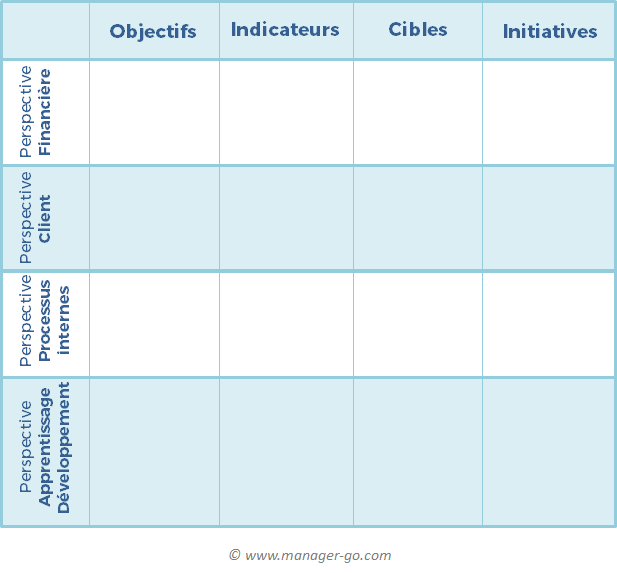 Objectifs
Indicateurs
Cibles
Initiatives
Perspective
Financière
Perspective
Client
Perspective
Processus
internes
Perspective
Apprentissage
Développement
© www.manager-go.com